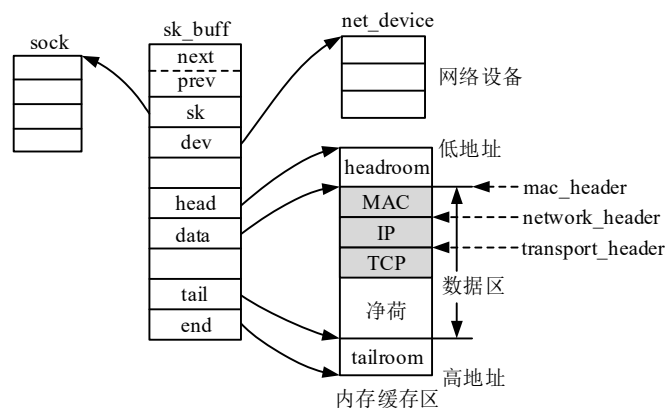 sock
sk_buff
next
prev
sk
dev
head
data
tail
end
net_device
网络设备
低地址
headroom
MAC
IP
TCP
净荷
tailroom
mac_header
network_header
transport_header
数据区
高地址
内存缓存区